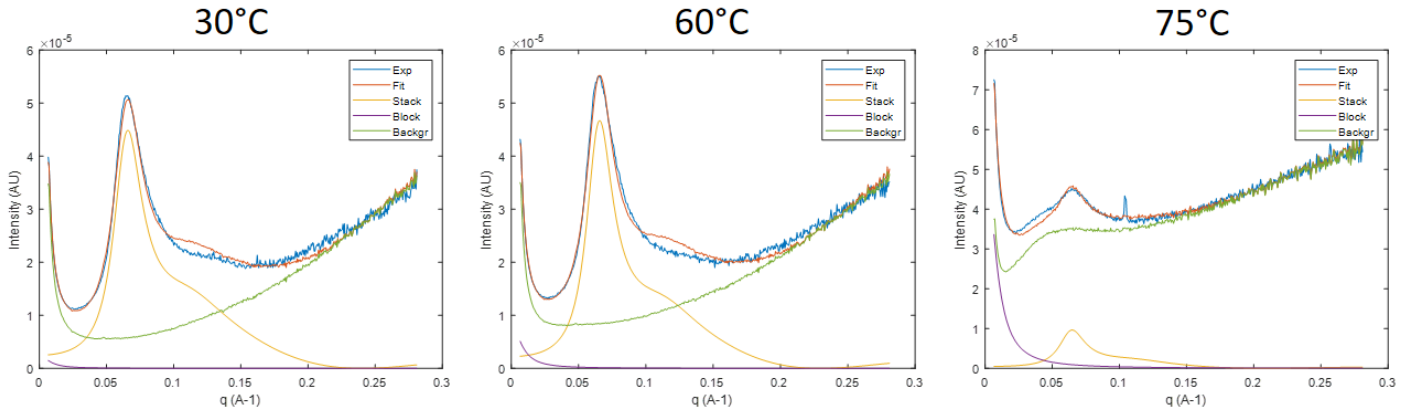 30°C
×10-5
6
5
4
3
2
1
0
Intensity (AU)
0
0.05
0.1
0.15
0.2
0.25
0.3
q (A-1)
Exp
Fit
Stack
Block
Backgr
60°C
×10-5
6
5
4
3
2
1
0
Intensity (AU)
0
0.05
0.1
0.15
0.2
0.25
0.3
q (A-1)
Exp
Fit
Stack
Block
Backgr
75°C
×10-5
8
7
6
5
4
3
2
1
0
Intensity (AU)
0
0.05
0.1
0.15
0.2
0.25
0.3
q (A-1)
Exp
Fit
Stack
Block
Backgr